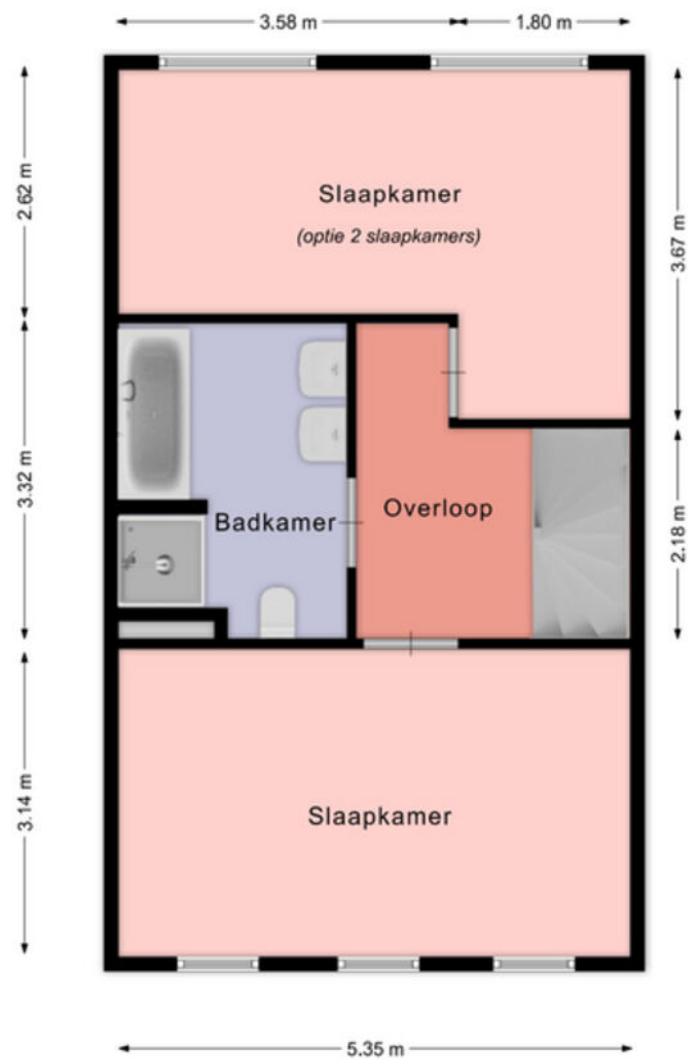 3.58 m
1.80 m
2.62 m
Slaapkamer
(optie 2 slaapkamers)
3.67 m
3.32 m
Badkamer
Overloop
2.18 m
3.14 m
Slaapkamer
5.35 m